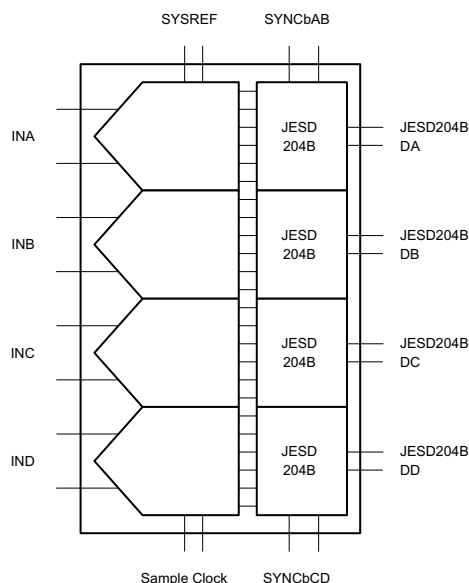 SYSREF SYNCbAB
INA
JESD
204B
JESD204B
DA
INB
JESD
204B
JESD204B
DB
INC
JESD
204B
JESD204B
DC
IND
JESD
204B
JESD204B
DD
Sample Clock SYNCbCD